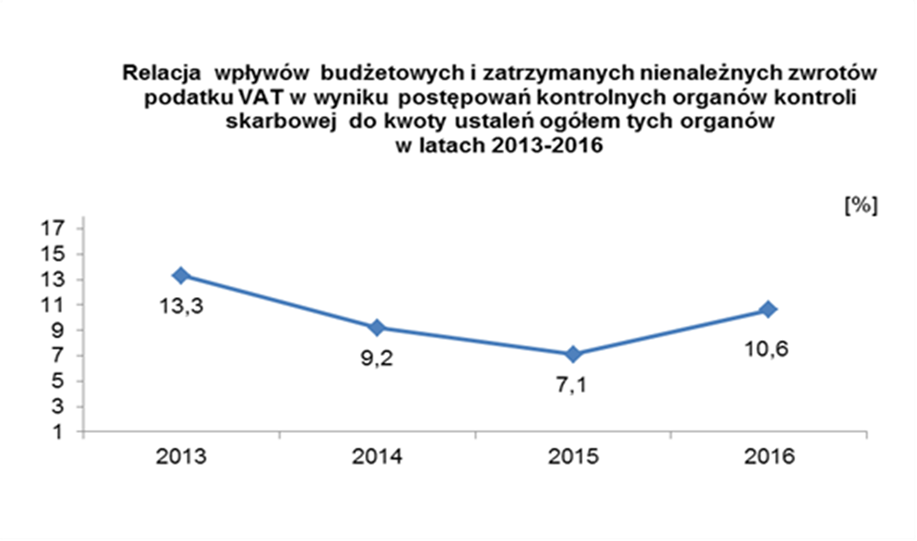 Relacja wpływów budżetowych i zatrzymanych nienależnych zwrotów
podatku VAT w wyniku postępowań kontrolnych organów kontroli
skarbowej do kwoty ustaleń ogółem tych organów
w latach 2013-2016
[%]
17
15
13
11
9
7
5
3
1
13,3
9,2
7,1
10,6
2013 2014 2015 2016